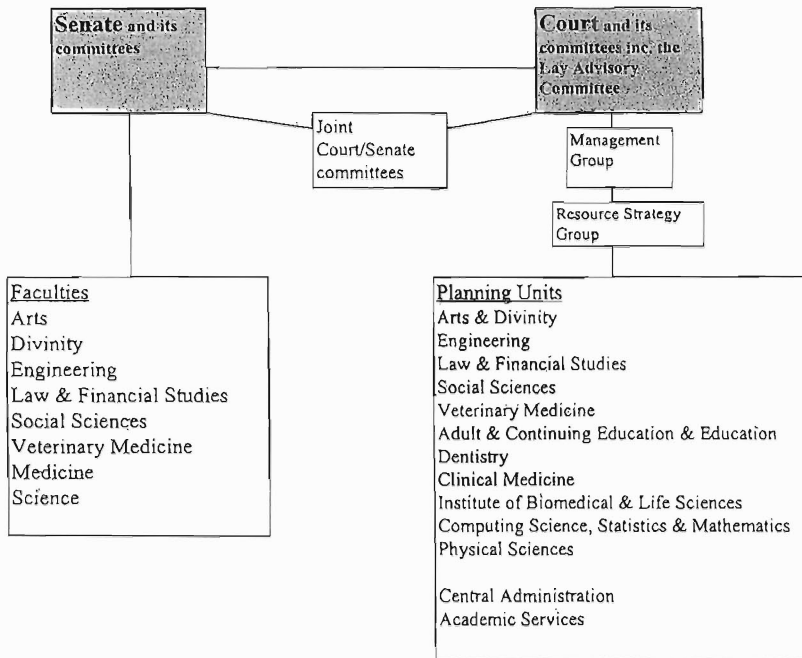 Senate and its
committees
Court and its
committees inc. the
Lay Advisory
Committee
Joint
Court/Senate
committees
Management
Group
Resource Strategy
Group
Faculties
Arts
Divinity
Engineering
Law & Financial Studies
Social Sciences
Veterinary Medicine
Medicine
Science
Planning Units
Arts & Divinity
Engineering
Law & Financial Studies
Social Sciences
Veterinary Medicine
Adult & Continuing Education & Education
Dentistry
Clinical Medicine
Institute of Biomedical & Life Sciences
Computing Science, Statistics & Mathematics
Physical Sciences
Central Administration
Academic Services